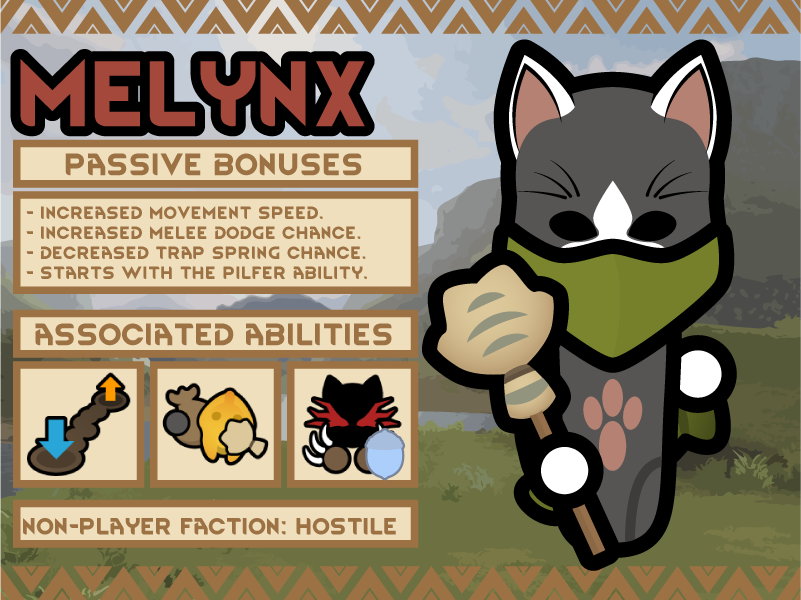 MELYNX
PASSIVE BONUSES
- INCREASED MOVEMENT SPEED.
- INCREASED MELEE DODGE CHANCE.
- DECREASED TRAP SPRING CHANCE.
- STARTS WITH THE PILFER ABILITY.
ASSOCIATED ABILITIES
NON-PLAYER FACTION: HOSTILE